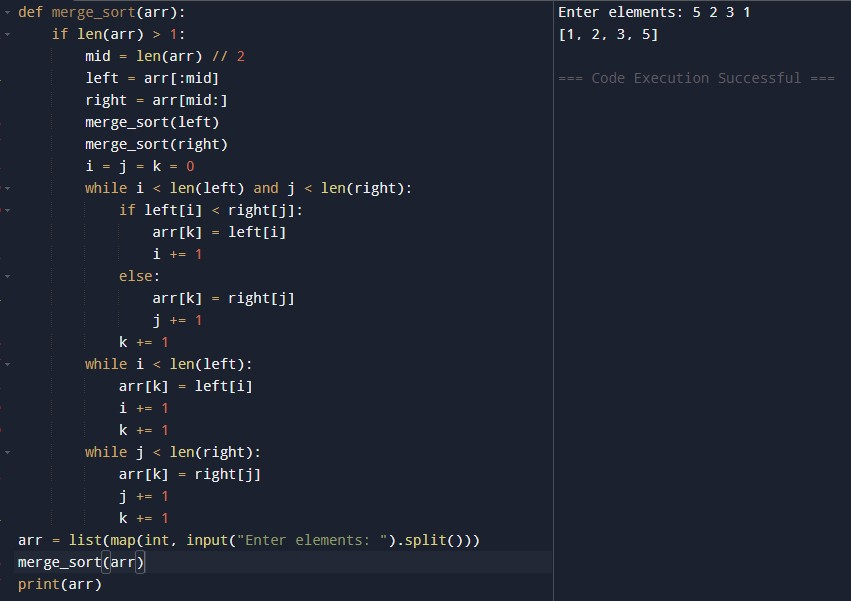 def merge_sort(arr):
    if len(arr) > 1:
        mid = len(arr) // 2
        left = arr[:mid]
        right = arr[mid:]
        merge_sort(left)
        merge_sort(right)
        i = j = k = 0
        while i < len(left) and j < len(right):
            if left[i] < right[j]:
                arr[k] = left[i]
                i += 1
            else:
                arr[k] = right[j]
                j += 1
            k += 1
        while i < len(left):
            arr[k] = left[i]
            i += 1
            k += 1
        while j < len(right):
            arr[k] = right[j]
            j += 1
            k += 1
arr = list(map(int, input("Enter elements: ").split()))
merge_sort(arr)
print(arr)
Enter elements: 5 2 3 1
[1, 2, 3, 5]
=== Code Execution Successful ===